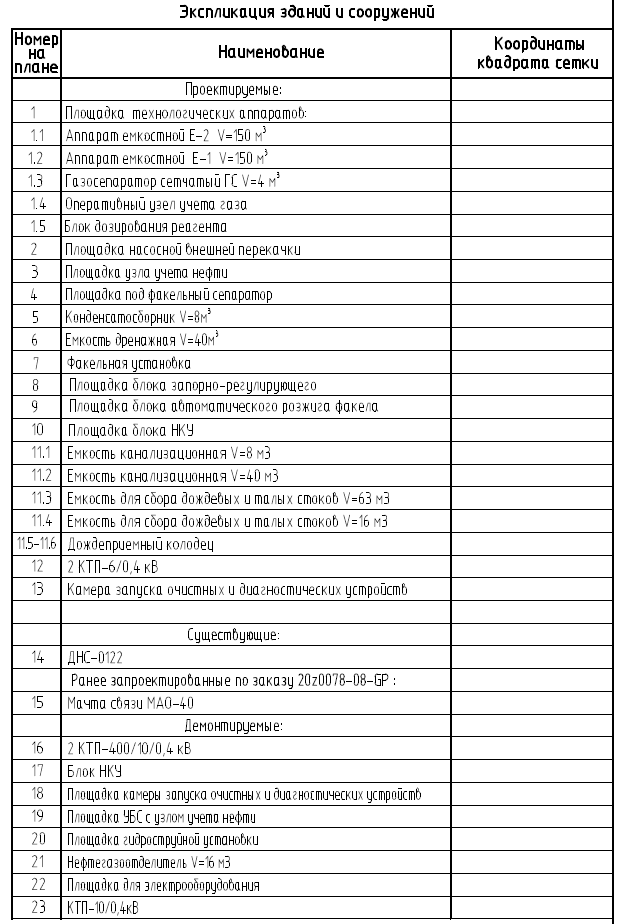 Экспликация зданий и сооружений
Номер на плане Наименование Координаты квадрата сетки
Проектируемые:
1 Площадка технологических аппаратов:
1.1 Аппарат емкостной Е-2 V=150 м³
1.2 Аппарат емкостной Е-1 V=150 м³
1.3 Газосепаратор сетчатый ГС V=4 м³
1.4 Оперативный узел учета газа
1.5 Блок дозирования реагента
2 Площадка насосной внешней перекачки
3 Площадка узла учета нефти
4 Площадка под факельный сепаратор
5 Конденсатосборник V=8м³
6 Емкость дренажная V=40м³
7 Факельная установка
8 Площадка блока запорно-регулирующего
9 Площадка блока автоматического розжига факела
10 Площадка блока НКУ
11.1 Емкость канализационная V=8 м3
11.2 Емкость канализационная V=40 м3
11.3 Емкость для сбора дождевых и талых стоков V=63 м3
11.4 Емкость для сбора дождевых и талых стоков V=16 м3
11.5-11.6 Дождеприемный колодец
12 2 КТП-6/0,4 кВ
13 Камера запуска очистных и диагностических устройств
Существующие:
14 ДНС-0122
Ранее запроектированные по заказу 20z0078-08-GP :
15 Мачта связи МАО-40
Демонтируемые:
16 2 КТП-400/10/0,4 кВ
17 Блок НКУ
18 Площадка камеры запуска очистных и диагностических устройств
19 Площадка УБС с узлом учета нефти
20 Площадка гидроструйной установки
21 Нефтегазоотделитель V=16 м3
22 Площадка для электрооборудования
23 КТП-10/0,4кВ